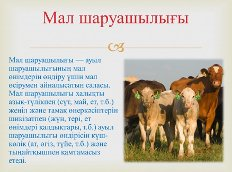 Мал шаруашылығы
Мал шаруашылығы — ауыл
шаруашылығының мал
өнімдерін өндіру үшін мал
өсірумен айналысатын саласы.
Мал шаруашылығы халықты
азық-түлікпен (сүт, май, ет, т.б.)
жеңіл және тамақ өнеркәсіптерін
шикізатпен (жүн, тері, ет
өнімдері қалдықтары, т.б.) ауыл
шаруашылығы өндірісін күш-
көлік (ат, өгіз, түйе, т.б.) және
тыңайтқышпен қамтамасыз
етеді.